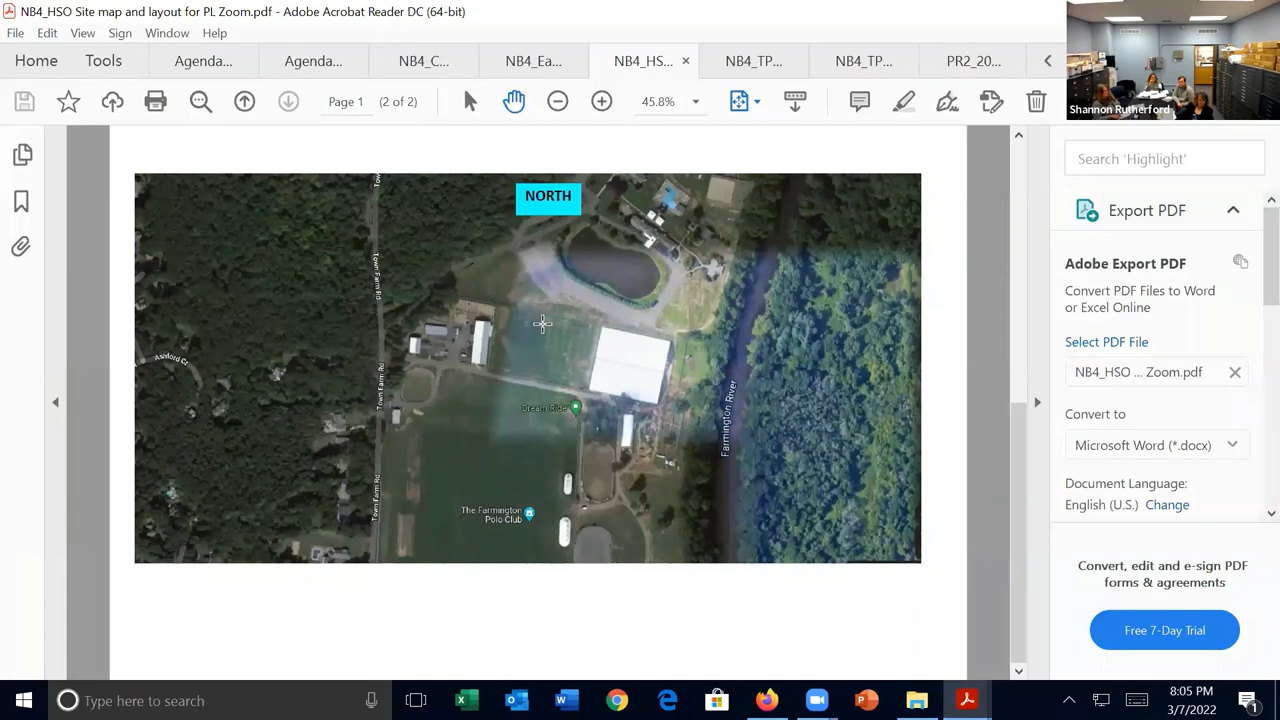 NB4_HSO Site map and layout for PL Zoom.pdf - Adobe Acrobat Reader DC (64-bit)
File Edit View Sign Window Help
Home Tools Agenda... Agenda... NB4_C... NB4_Ea... NB4_HS... NB4_TP... NB4_TP... PR2_20...
Page 1 (2 of 2) 45.8%
Shannon Rutherford
Search 'Highlight'
Export PDF
Adobe Export PDF
Convert PDF Files to Word
or Excel Online
Select PDF File
NB4_HSO ... Zoom.pdf
Convert to
Microsoft Word (*.docx)
Document Language:
English (U.S.) Change
Convert, edit and e-sign PDF
forms & agreements
Free 7-Day Trial
NORTH
Town Farm Rd
Ashford Cr
Town Farm Rd
Dream Ride
Farmington River
Town Farm Rd
The Farmington
Polo Club
Type here to search
8:05 PM
3/7/2022
1